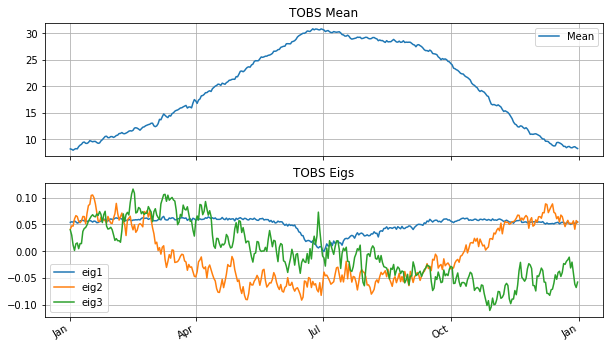 TOBS Mean
30
25
20
15
10
Mean
TOBS Eigs
0.10
0.05
0.00
−0.05
−0.10
eig1
eig2
eig3
Jan
Apr
Jul
Oct
Jan